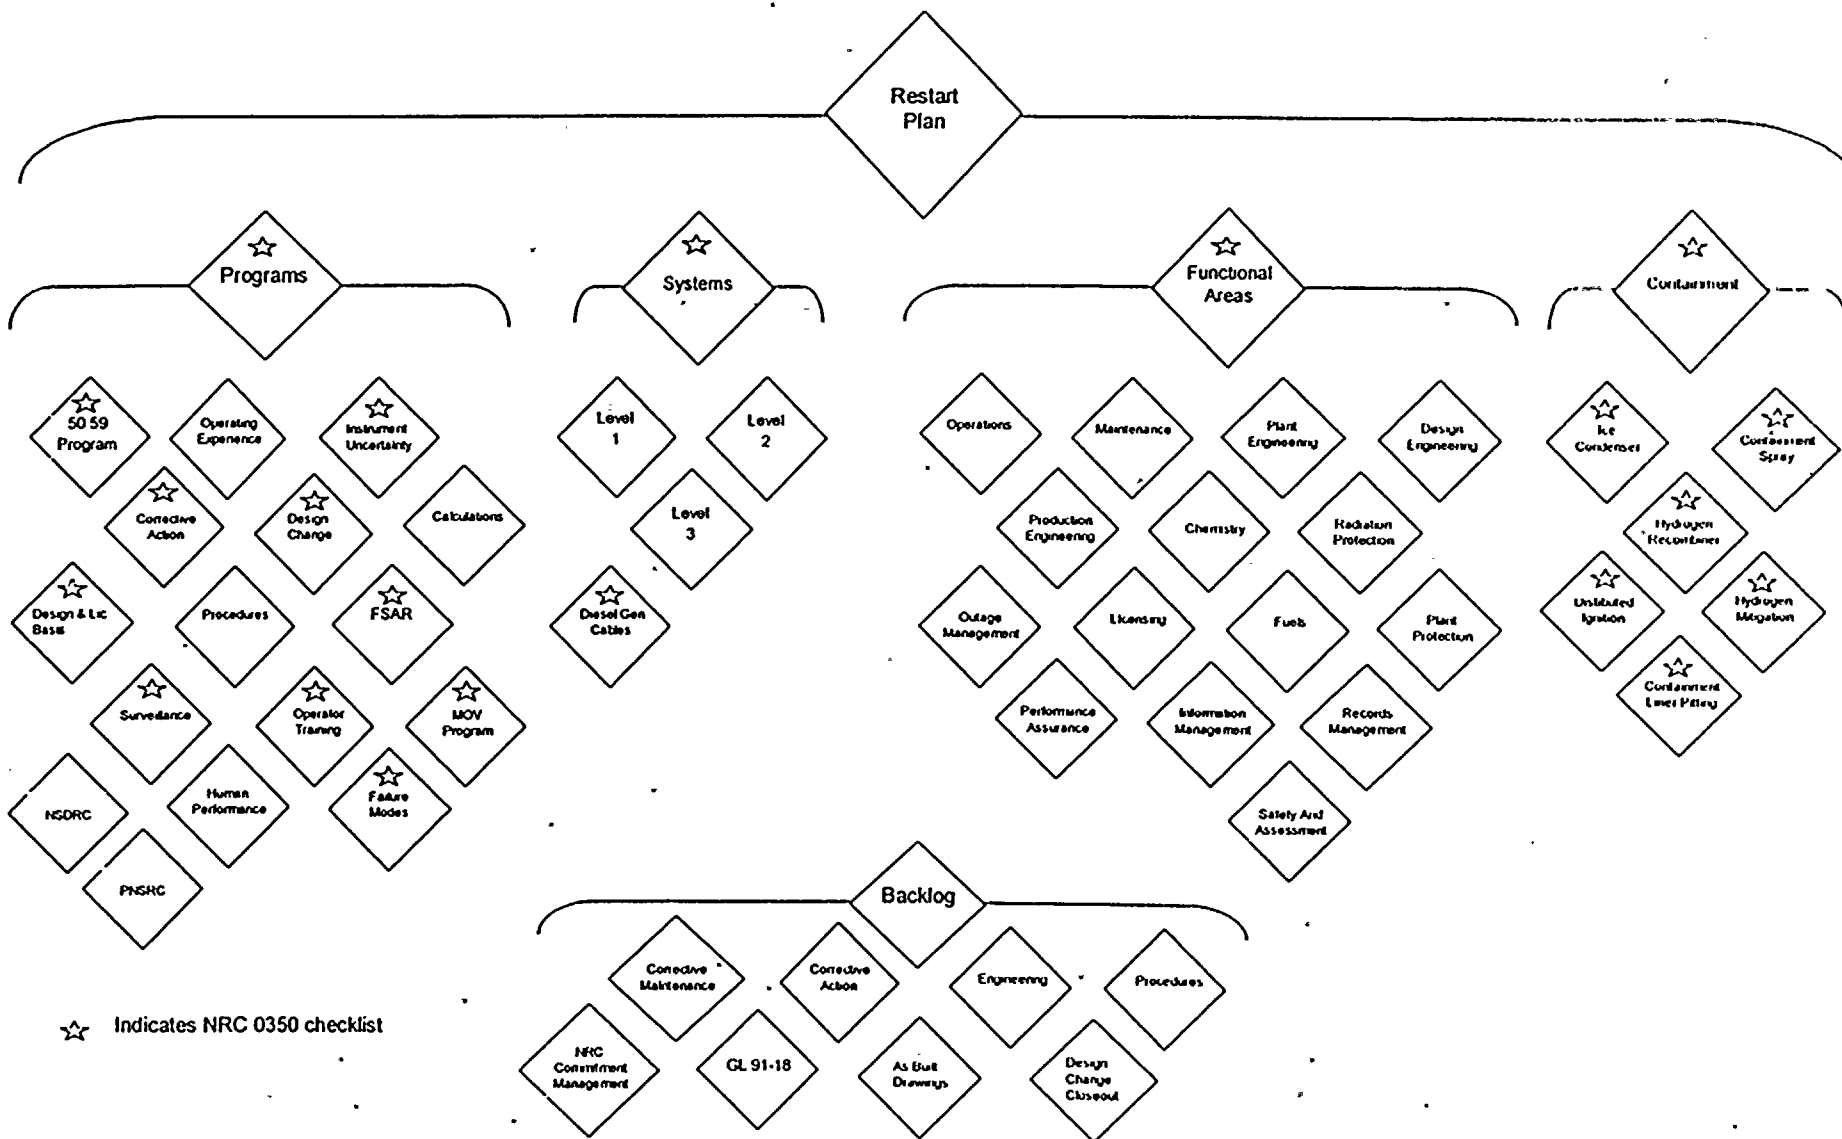 Restart
Plan
Programs
Systems
Functional
Areas
Containment
50 59
Program
Operating
Experience
Instrument
Uncertainty
Corrective
Action
Design
Change
Calculations
Design & Lic
Basis
Procedures
FSAR
Surveillance
Operator
Training
MOV
Program
NSDRC
Human
Performance
Failure
Modes
PNSRC
Level
1
Level
2
Level
3
Diesel Gen
Cables
Operations
Maintenance
Plant
Engineering
Design
Engineering
Production
Engineering
Chemistry
Radiation
Protection
Outage
Management
Licensing
Fuels
Plant
Protection
Performance
Assurance
Information
Management
Records
Management
Safety And
Assessment
Ice
Condenser
Containment
Spray
Hydrogen
Recombiner
Distributed
Ignition
Hydrogen
Mitigation
Containment
Liner Pitting
Backlog
Corrective
Maintenance
Corrective
Action
Engineering
Procedures
NRC
Commitment
Management
GL 91-18
As Built
Drawings
Design
Change
Closeout
Indicates NRC 0350 checklist